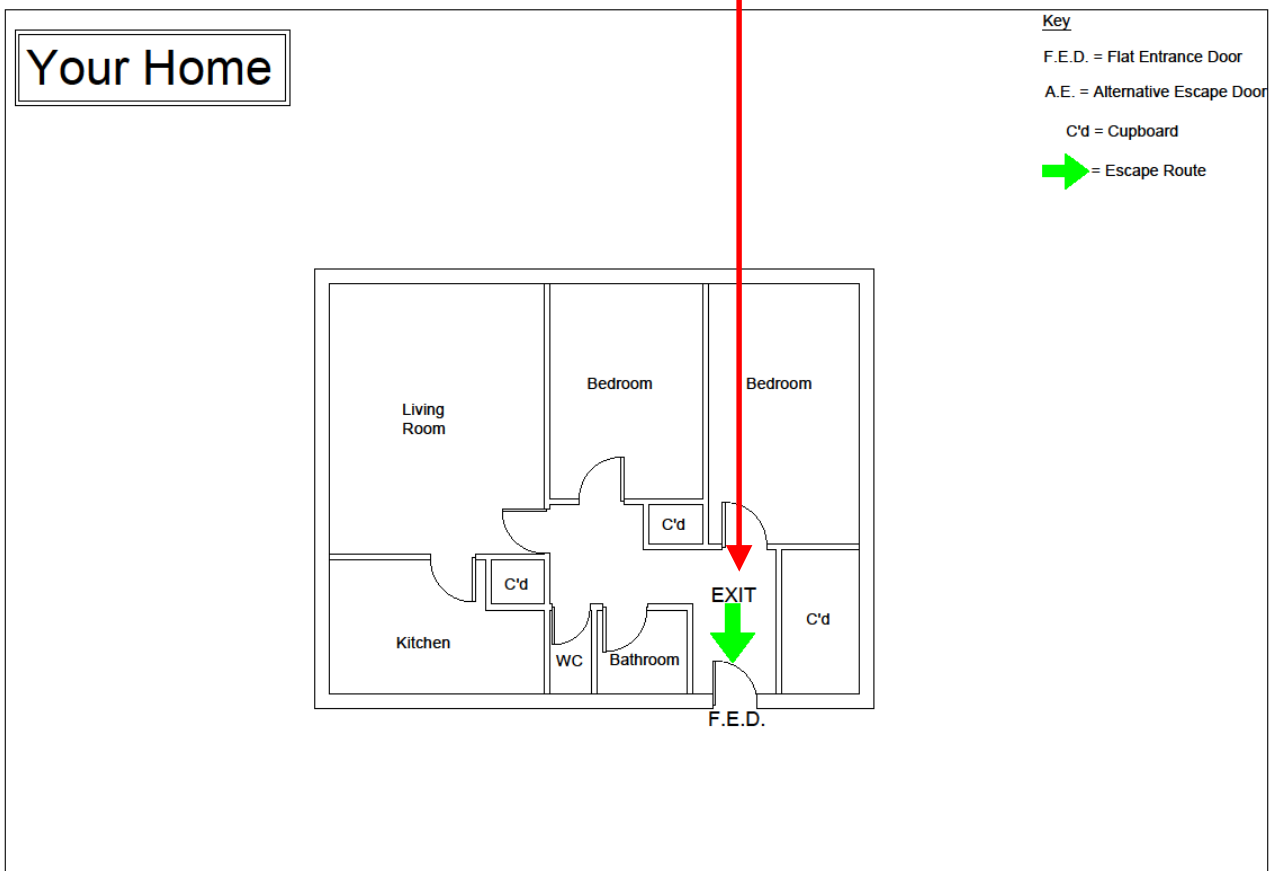 Your Home
Key
F.E.D. = Flat Entrance Door
A.E. = Alternative Escape Door
C'd = Cupboard
= Escape Route
Bedroom
Bedroom
Living
Room
C'd
C'd
EXIT
C'd
Kitchen
WC
Bathroom
F.E.D.